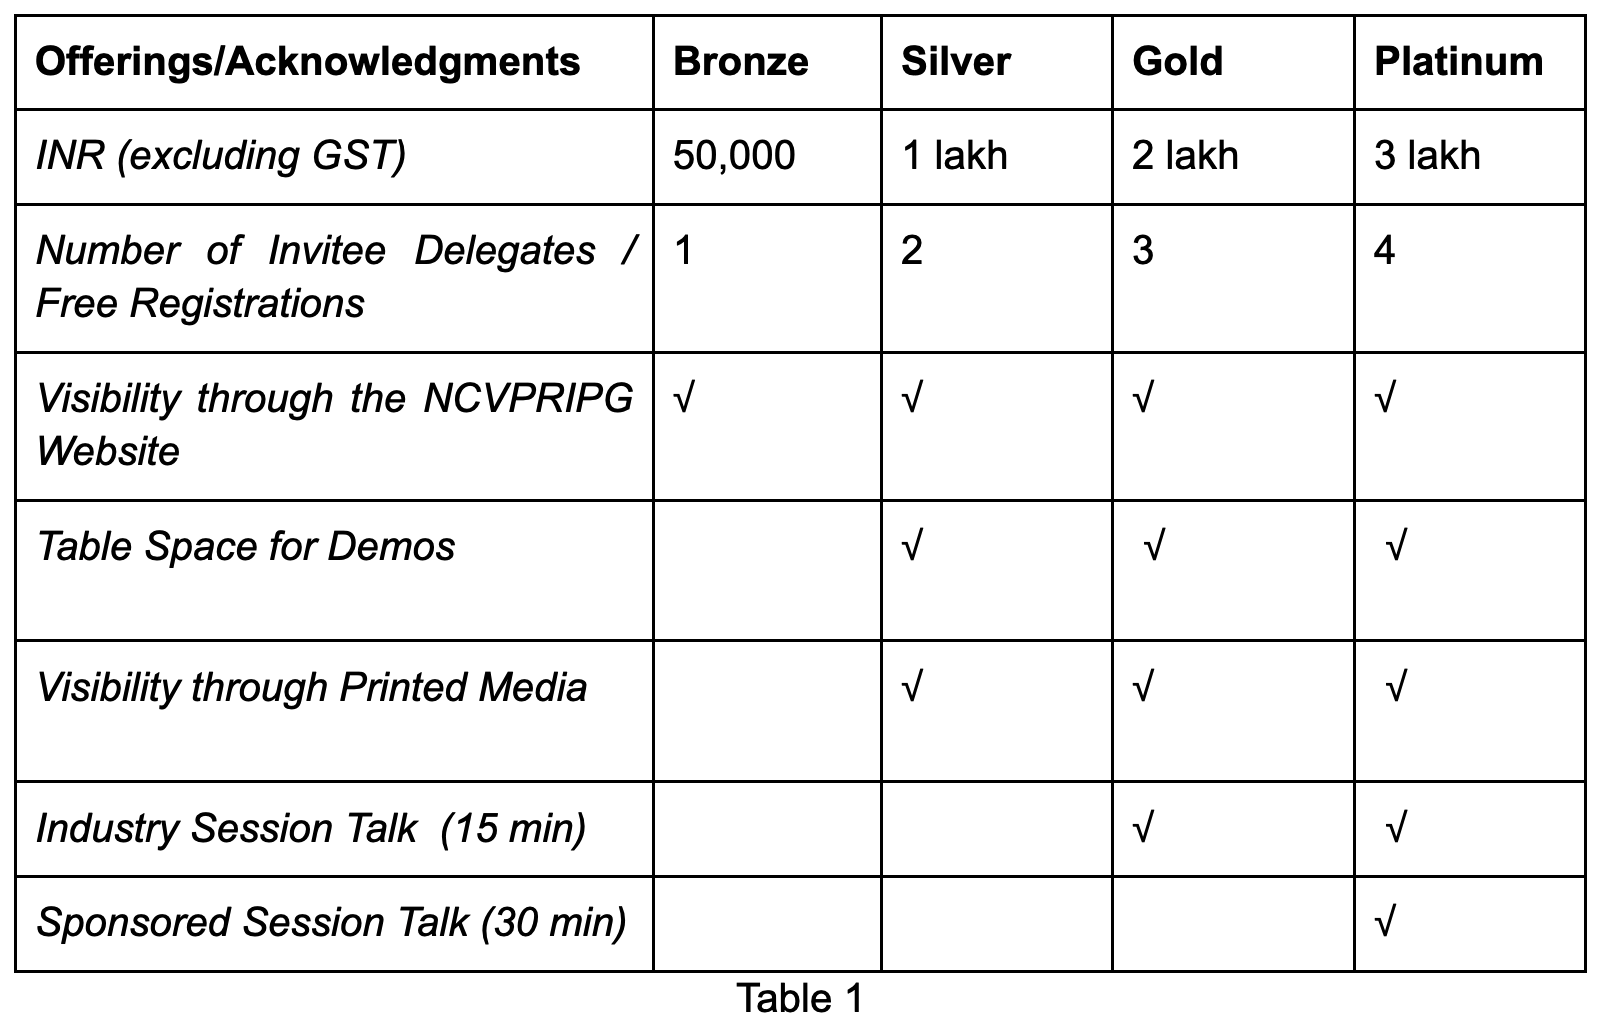 Offerings/Acknowledgments Bronze Silver Gold Platinum
INR (excluding GST) 50,000 1 lakh 2 lakh 3 lakh
Number of Invitee Delegates / 1 2 3 4
Free Registrations
Visibility through the NCVPRIPG √ √ √ √
Website
Table Space for Demos √ √ √
Visibility through Printed Media √ √ √
Industry Session Talk (15 min) √ √
Sponsored Session Talk (30 min) √
Table 1